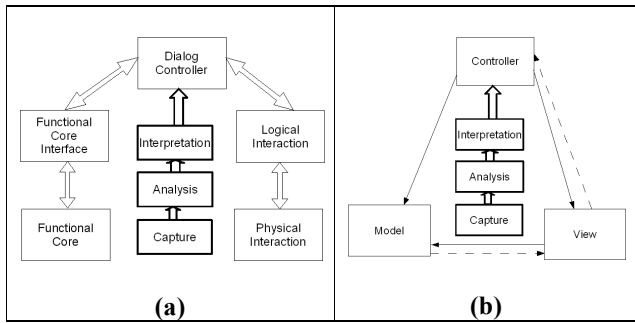 Dialog
Controller
Functional
Core
Interface
Interpretation
Logical
Interaction
Analysis
Functional
Core
Capture
Physical
Interaction
(a)
Controller
Interpretation
Analysis
Capture
Model
View
(b)